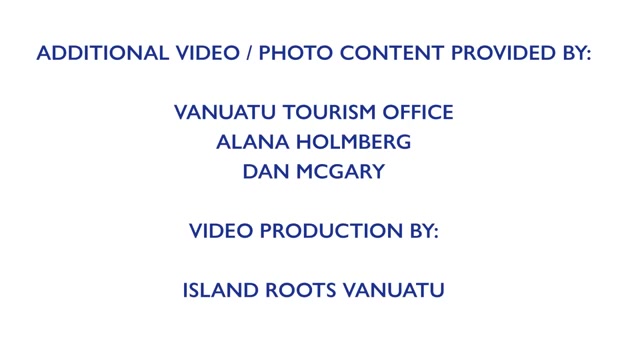 ADDITIONAL VIDEO / PHOTO CONTENT PROVIDED BY:
VANUATU TOURISM OFFICE
ALANA HOLMBERG
DAN MCGARY
VIDEO PRODUCTION BY:
ISLAND ROOTS VANUATU